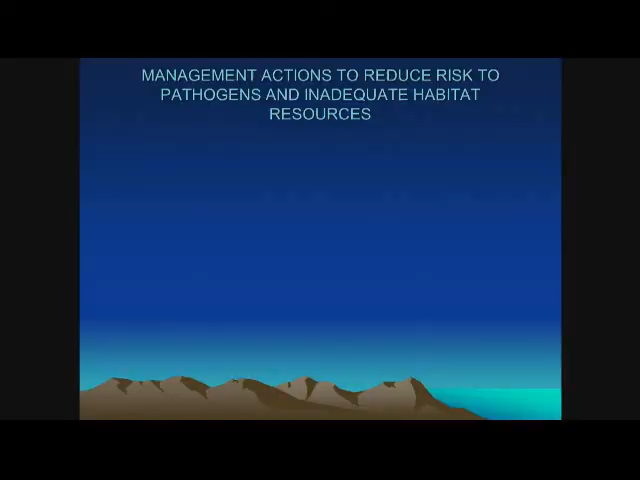 MANAGEMENT ACTIONS TO REDUCE RISK TO
PATHOGENS AND INADEQUATE HABITAT
RESOURCES